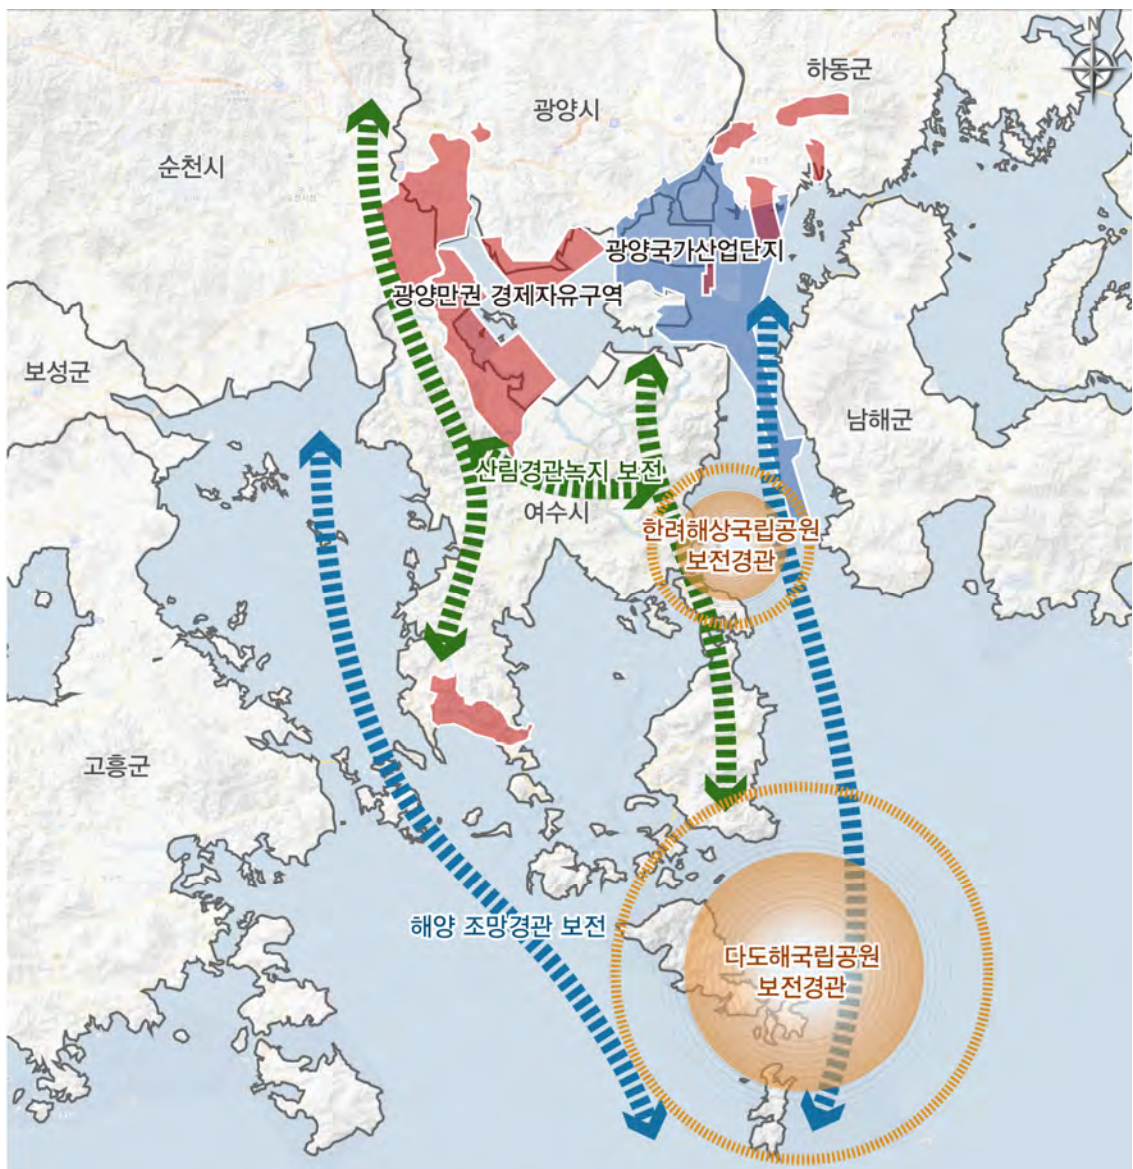 N
하동군
광양시
순천시
광양국가산업단지
광양만권 경제자유구역
보성군
남해군
산림경관녹지 보전
여수시
한려해상국립공원
보전경관
고흥군
해양 조망경관 보전
다도해국립공원
보전경관